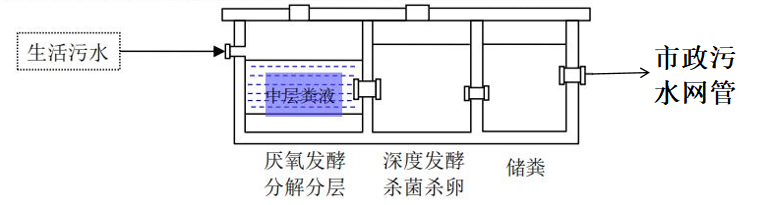 生活污水
中层粪液
市政污
水网管
厌氧发酵
分解分层
深度发酵
杀菌杀卵
储粪